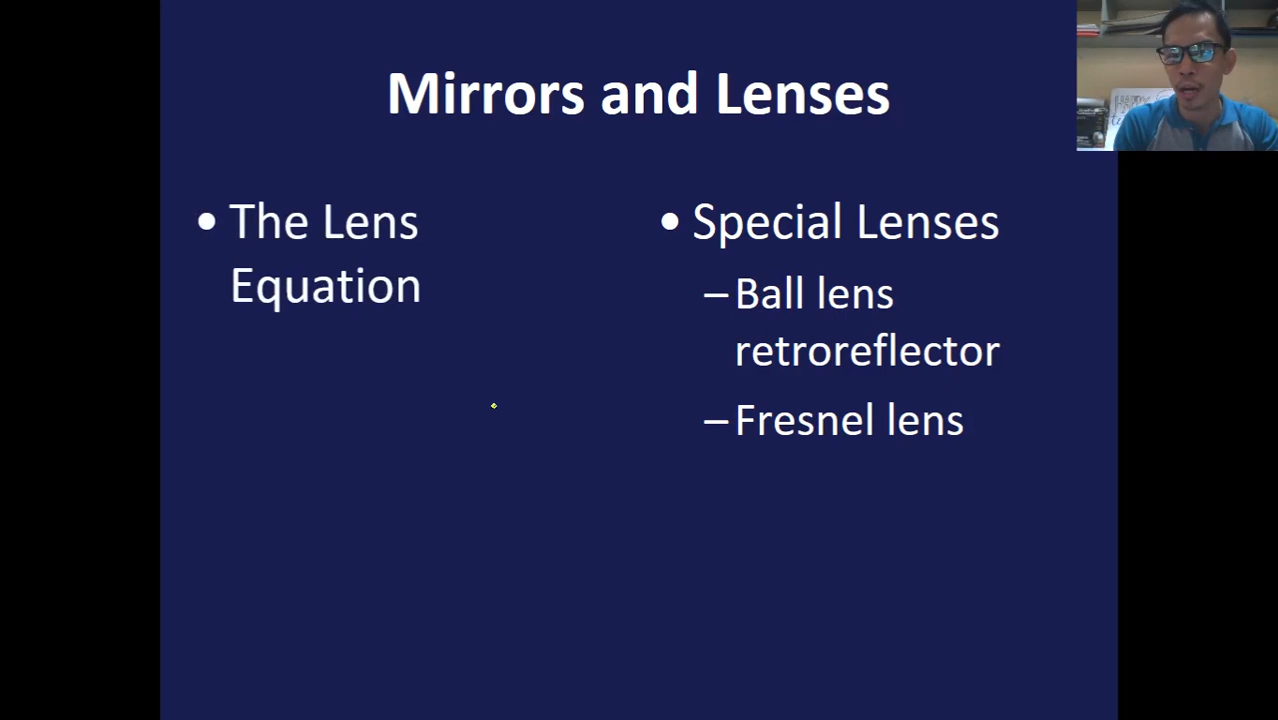 Mirrors and Lenses
• The Lens
Equation
• Special Lenses
–Ball lens
retroreflector
–Fresnel lens